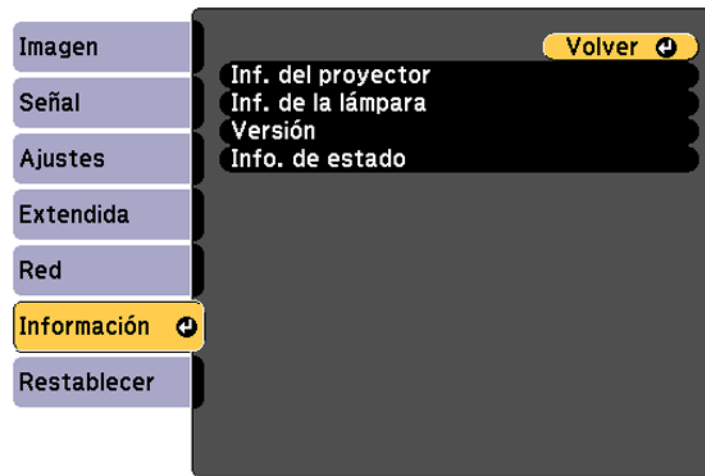 Imagen
Señal
Ajustes
Extendida
Red
Información
Restablecer
Volver
Inf. del proyector
Inf. de la lámpara
Versión
Info. de estado